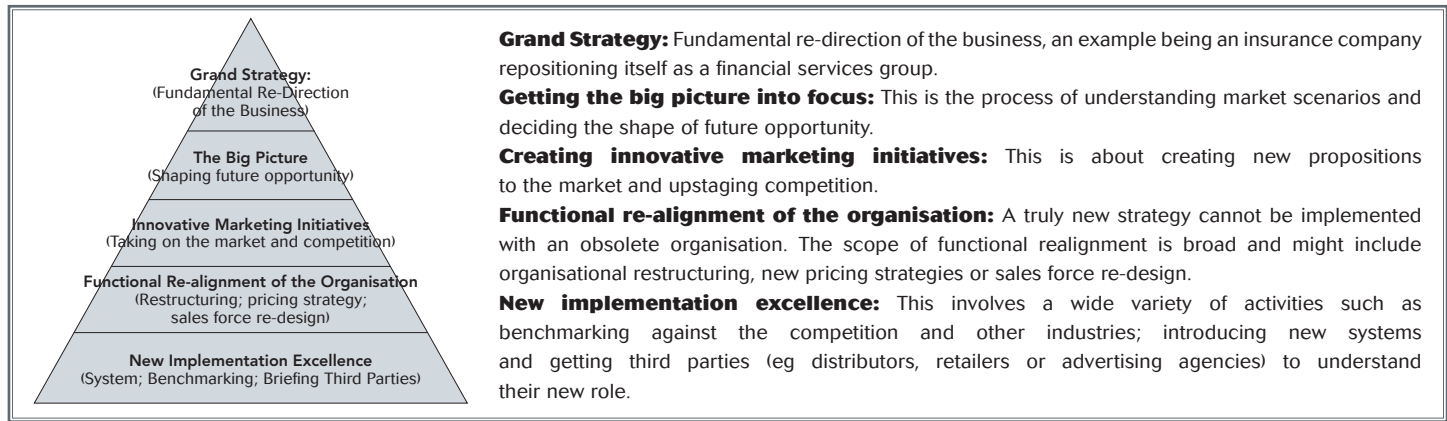 Grand Strategy:
(Fundamental Re-Direction
of the Business)
The Big Picture
(Shaping future opportunity)
Innovative Marketing Initiatives
(Taking on the market and competition)
Functional Re-alignment of the Organisation
(Restructuring; pricing strategy;
sales force re-design)
New Implementation Excellence
(System; Benchmarking; Briefing Third Parties)
Grand Strategy: Fundamental re-direction of the business, an example being an insurance company
repositioning itself as a financial services group.
Getting the big picture into focus: This is the process of understanding market scenarios and
deciding the shape of future opportunity.
Creating innovative marketing initiatives: This is about creating new propositions
to the market and upstaging competition.
Functional re-alignment of the organisation: A truly new strategy cannot be implemented
with an obsolete organisation. The scope of functional realignment is broad and might include
organisational restructuring, new pricing strategies or sales force re-design.
New implementation excellence: This involves a wide variety of activities such as
benchmarking against the competition and other industries; introducing new systems
and getting third parties (eg distributors, retailers or advertising agencies) to understand
their new role.